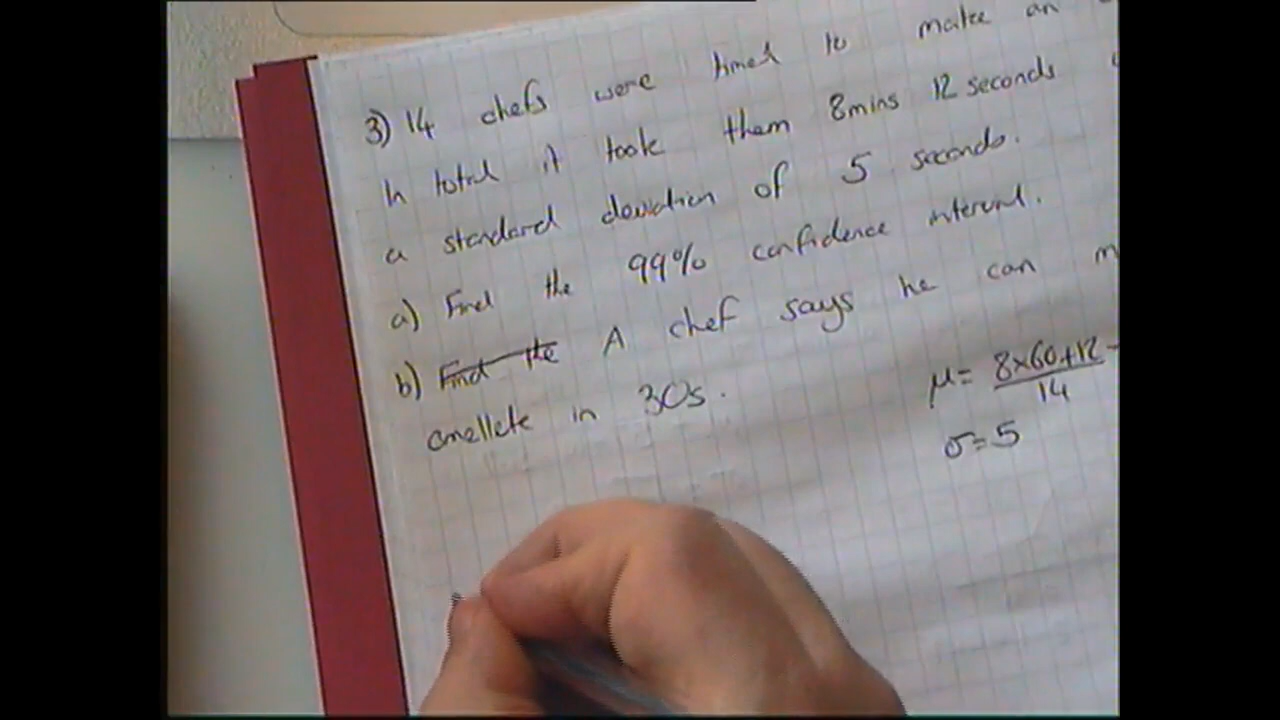 3) 14 chefs were timed to make an
In total it took them 8mins 12 seconds
a standard deviation of 5 seconds.
a) Find the 99% confidence interval.
b) Find the A chef says he can m
omellete in 30s.
μ= 8x60+12
14
σ=5